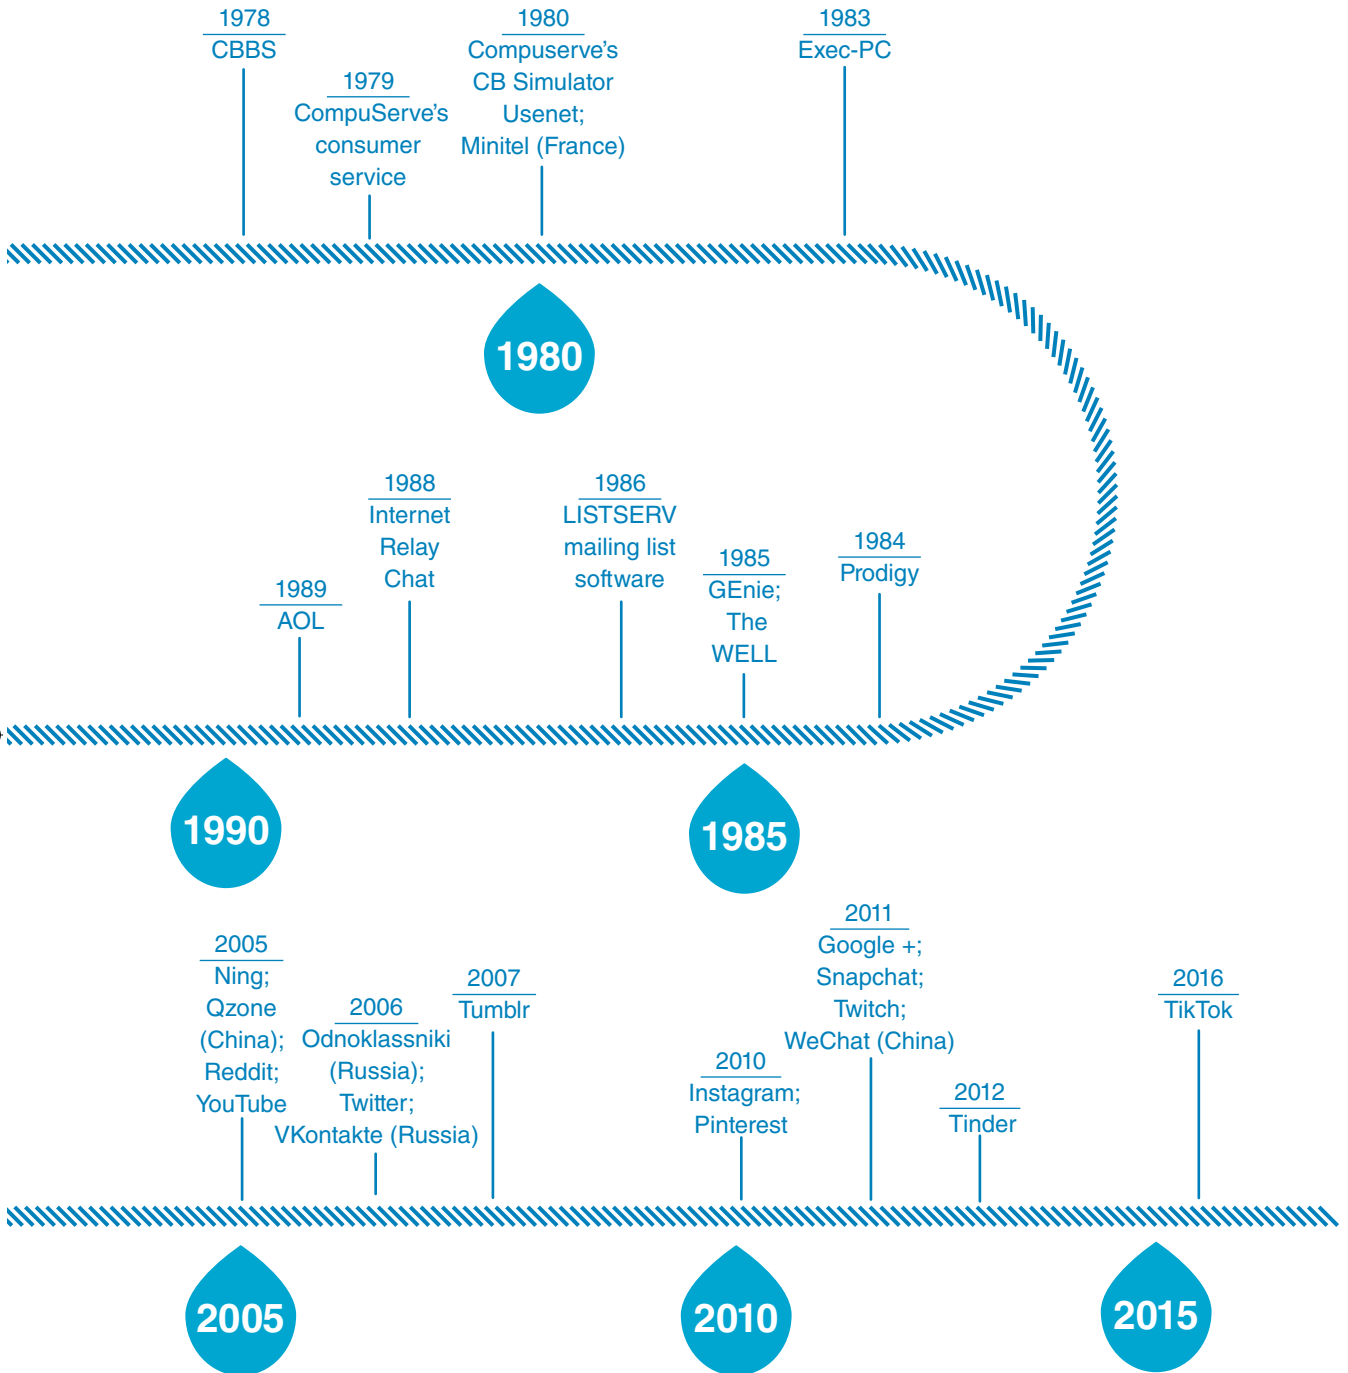 1978
CBBS
1979
CompuServe’s
consumer
service
1980
Compuserve’s
CB Simulator
Usenet;
Minitel (France)
1983
Exec-PC
1980
1989
AOL
1988
Internet
Relay
Chat
1986
LISTSERV
mailing list
software
1985
GEnie;
The
WELL
1984
Prodigy
1990
1985
2005
Ning;
Qzone
(China);
Reddit;
YouTube
2006
Odnoklassniki
(Russia);
Twitter;
VKontakte (Russia)
2007
Tumblr
2010
Instagram;
Pinterest
2011
Google +;
Snapchat;
Twitch;
WeChat (China)
2012
Tinder
2016
TikTok
2005
2010
2015